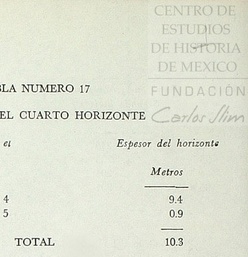 CENTRO DE
ESTUDIOS
DE HISTORIA
DE MEXICO
FUNDACIÓN
Carlos Slim
BLA NUMERO 17
EL CUARTO HORIZONTE
el Espesor del horizonte
Metros
4 9.4
5 0.9
TOTAL 10.3